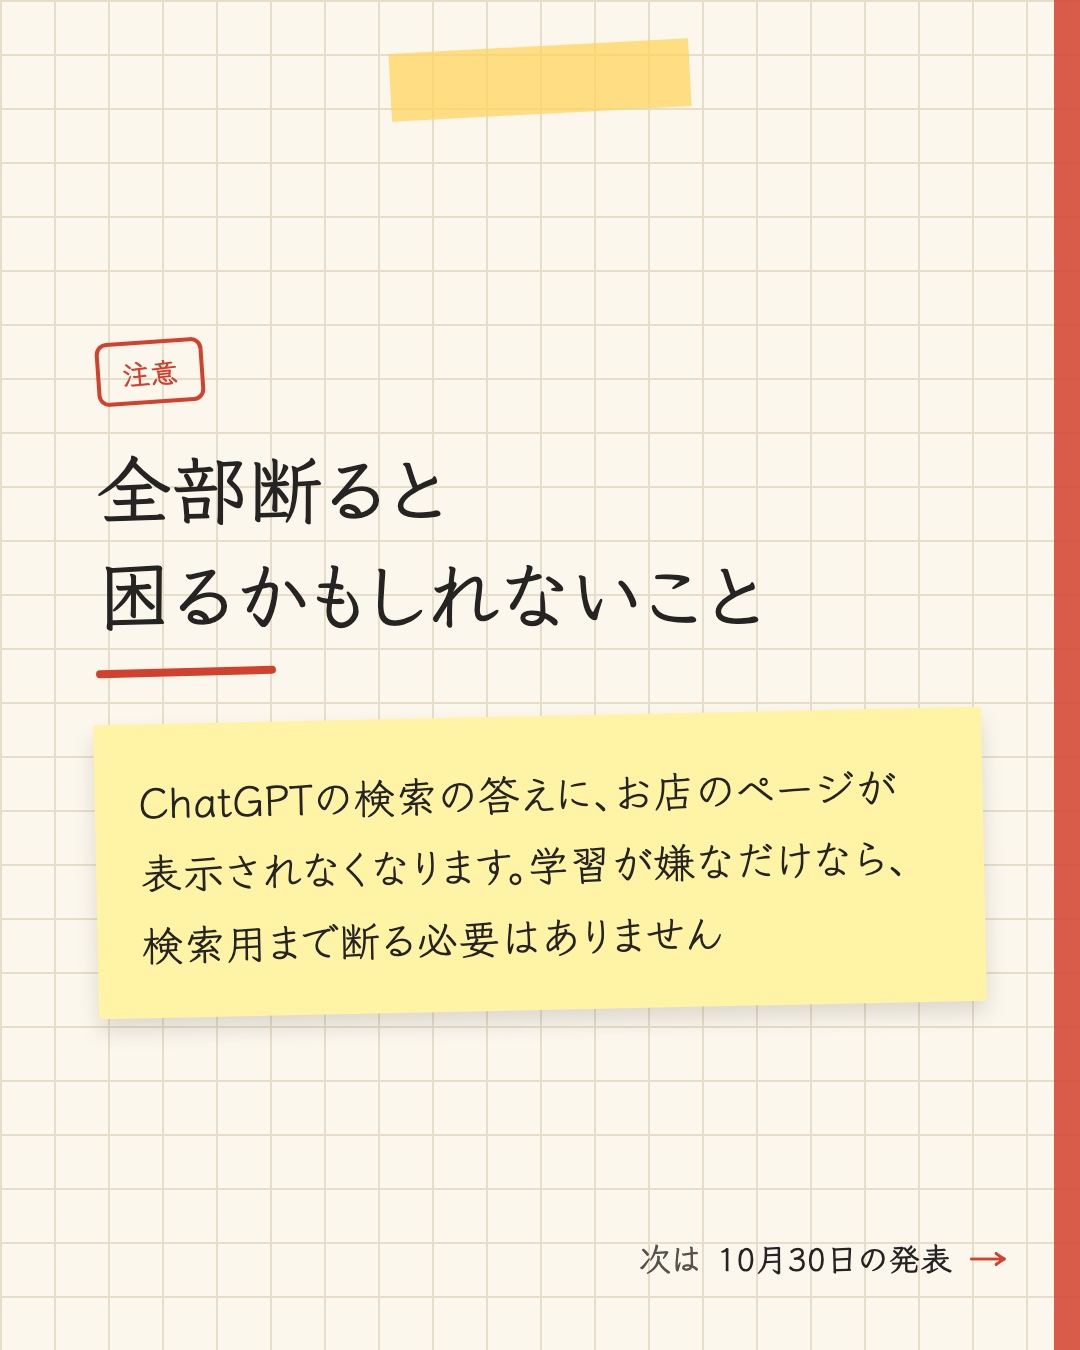 注意
全部断ると
困るかもしれないこと
ChatGPTの検索の答えに、お店のページが
表示されなくなります。学習が嫌なだけなら、
検索用まで断る必要はありません
次は 10月30日の発表 →